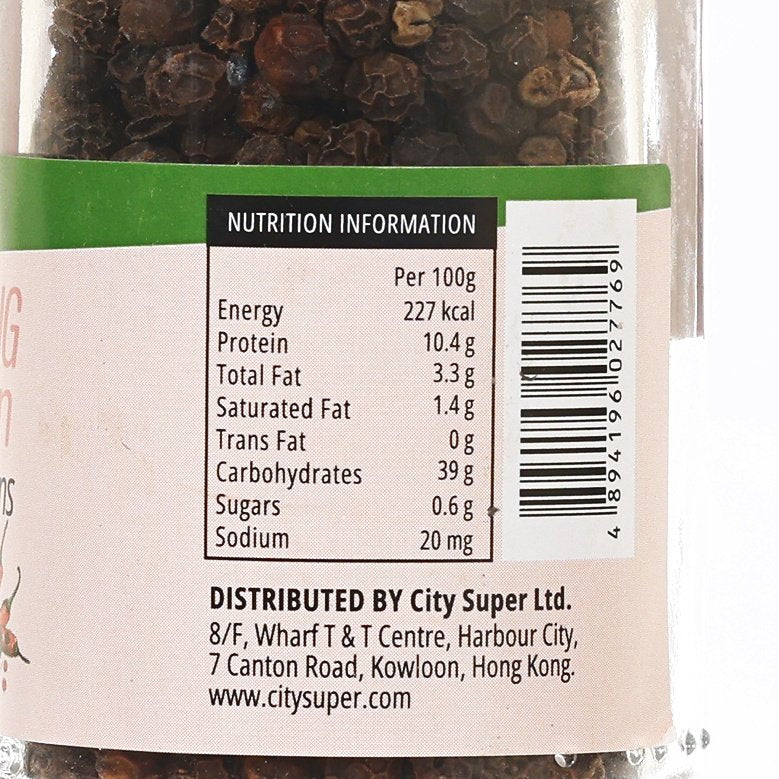 NUTRITION INFORMATION
Per 100g
Energy 227 kcal
Protein 10.4 g
Total Fat 3.3 g
Saturated Fat 1.4 g
Trans Fat 0 g
Carbohydrates 39 g
Sugars 0.6 g
Sodium 20 mg
4 894196 027769
DISTRIBUTED BY City Super Ltd.
8/F, Wharf T & T Centre, Harbour City,
7 Canton Road, Kowloon, Hong Kong.
www.citysuper.com